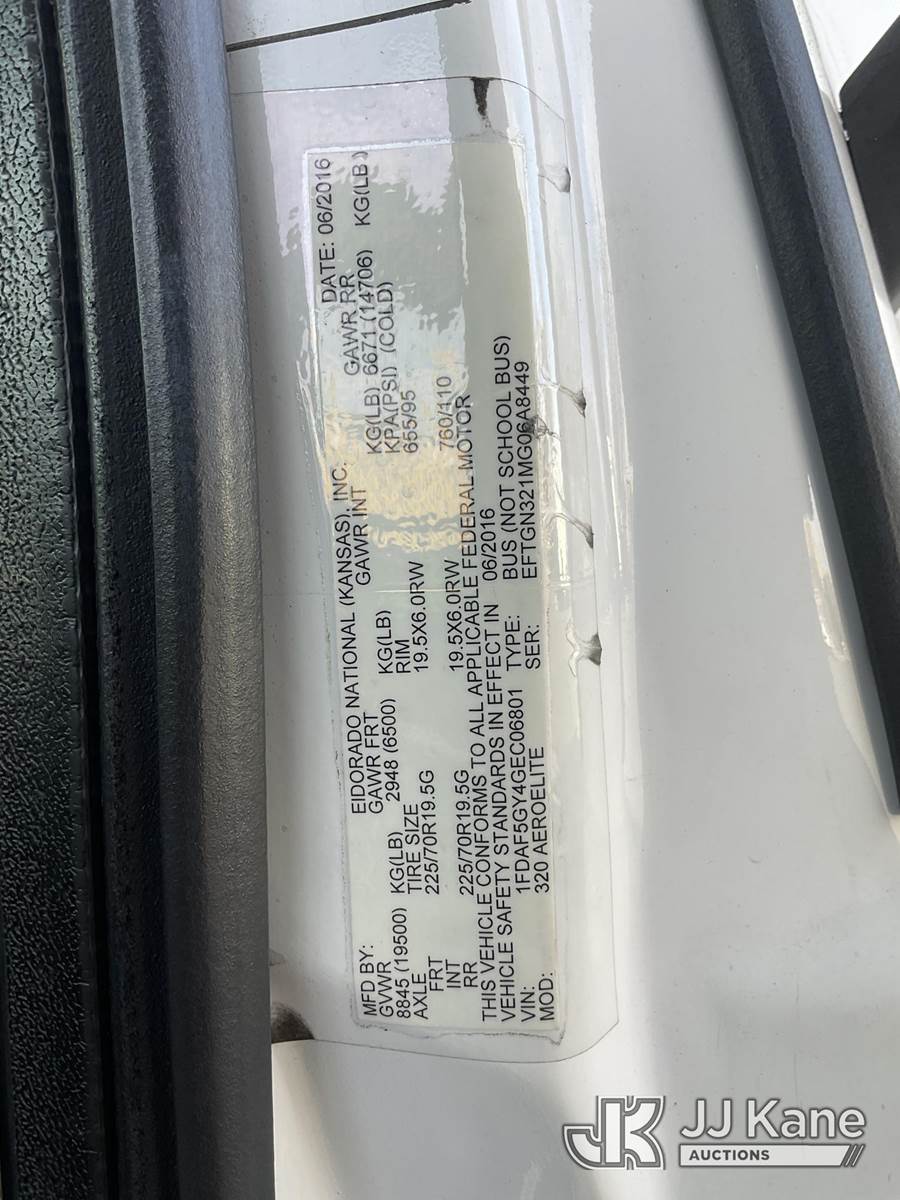 MFD BY: EIDORADO NATIONAL (KANSAS), INC. DATE: 06/2016
GVWR GAWR FRT GAWR INT GAWR RR
8845 (19500) KG(LB) 2948 (6500) KG(LB) KG(LB) 6671 (14706) KG(LB)
AXLE TIRE SIZE RIM KPA(PSI) (COLD)
FRT 225/70R19.5G 19.5X6.0RW 655/95
INT
RR 225/70R19.5G 19.5X6.0RW 760/110
THIS VEHICLE CONFORMS TO ALL APPLICABLE FEDERAL MOTOR
VEHICLE SAFETY STANDARDS IN EFFECT IN 06/2016
VIN: 1FDAF5GY4GEC06801 TYPE: BUS (NOT SCHOOL BUS)
MOD: 320 AEROELITE SER: EFTGN321MG06A8449
JK JJ Kane
AUCTIONS